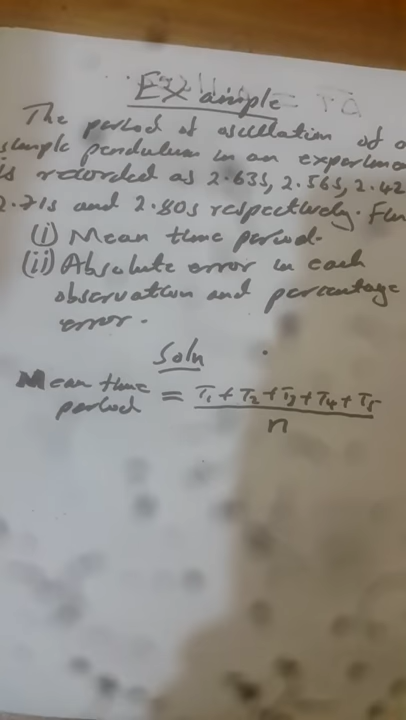 Example
The period of oscillation of a
simple pendulum in an experime
is recorded as 2.63s, 2.56s, 2.42
2.71s and 2.80s respectively. Fin
(i) Mean time period.
(ii) Absolute error in each
observation and percentage
error.
Soln
Mean time period = T₁ + T₂ + T₃ + T₄ + T₅
n